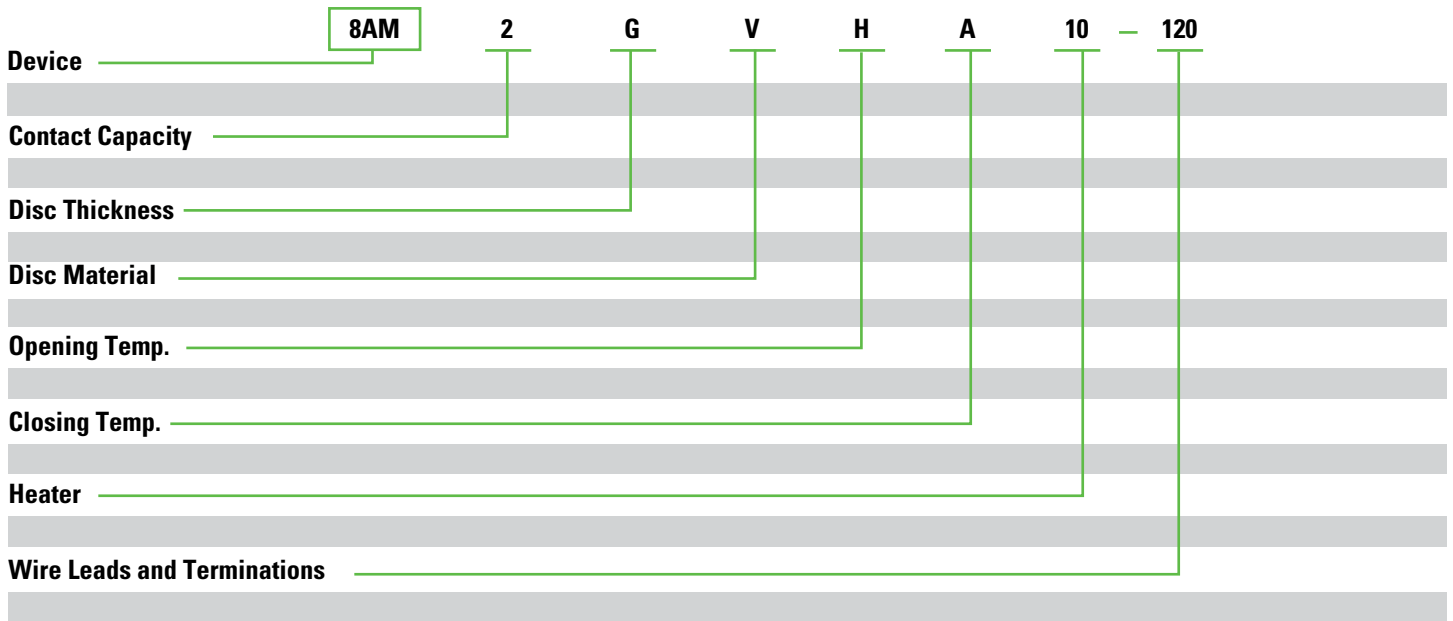 8AM 2 G V H A 10 – 120
Device
Contact Capacity
Disc Thickness
Disc Material
Opening Temp.
Closing Temp.
Heater
Wire Leads and Terminations